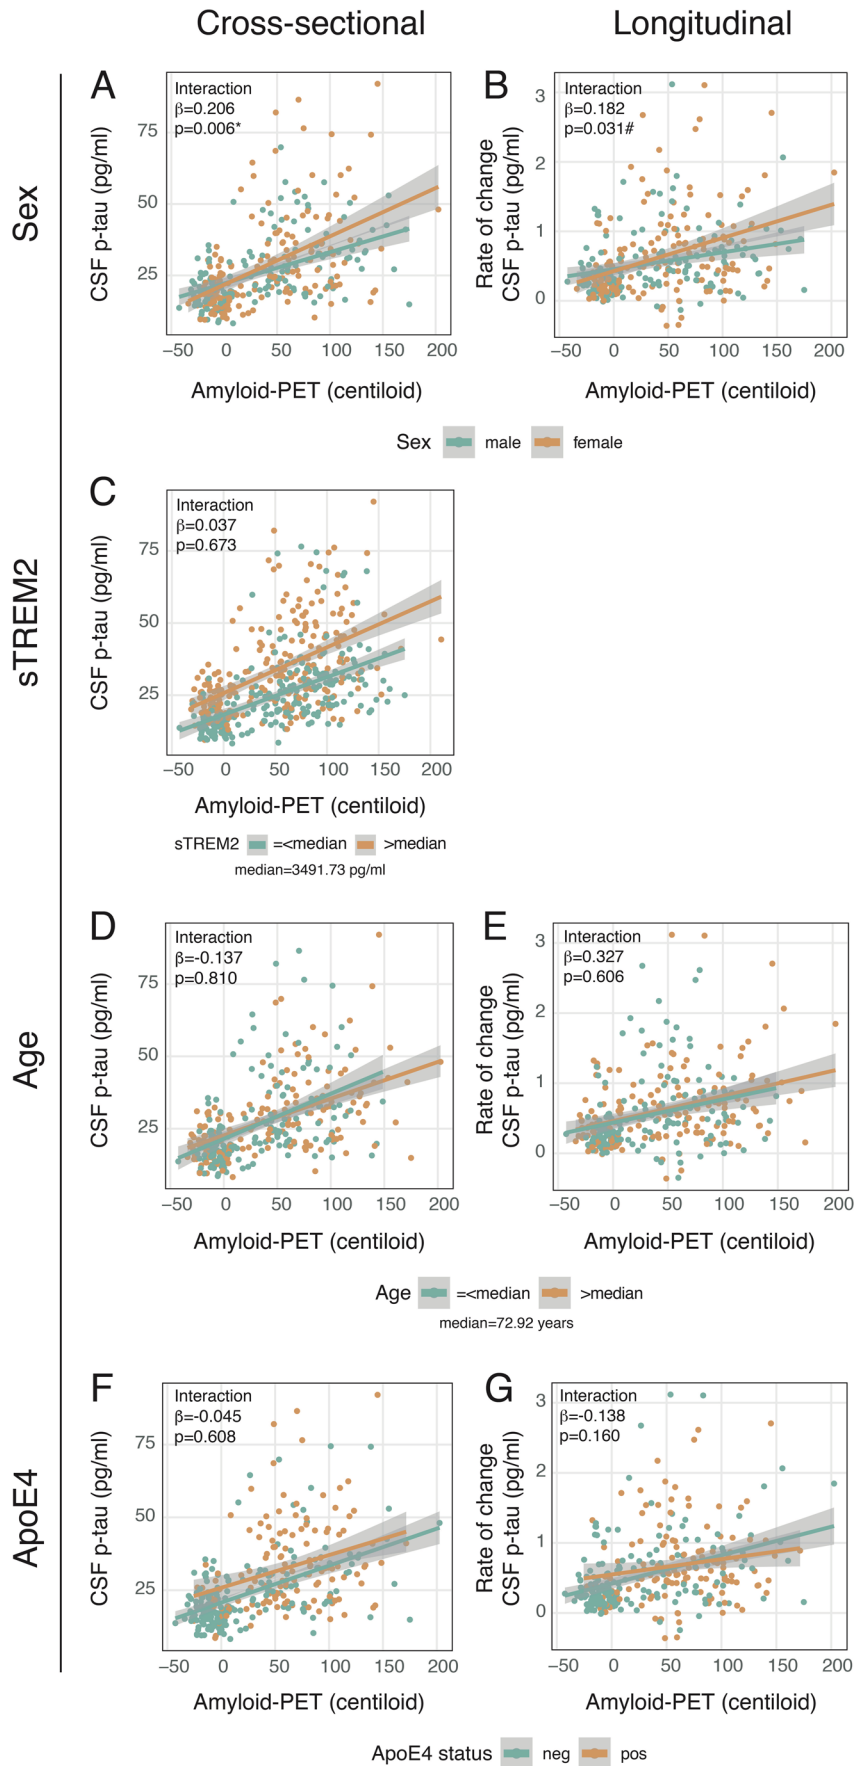 Cross-sectional
Longitudinal
Sex
A
Interaction
β=0.206
p=0.006*
CSF p-tau (pg/ml)
75
50
25
−50 0 50 100 150 200
Amyloid-PET (centiloid)
B
Interaction
β=0.182
p=0.031#
Rate of change
CSF p-tau (pg/ml)
3
2
1
0
−50 0 50 100 150 200
Amyloid-PET (centiloid)
Sex male female
sTREM2
C
Interaction
β=0.037
p=0.673
CSF p-tau (pg/ml)
75
50
25
−50 0 50 100 150 200
Amyloid-PET (centiloid)
sTREM2 =<median >median
median=3491.73 pg/ml
Age
D
Interaction
β=-0.137
p=0.810
CSF p-tau (pg/ml)
75
50
25
−50 0 50 100 150 200
Amyloid-PET (centiloid)
E
Interaction
β=0.327
p=0.606
Rate of change
CSF p-tau (pg/ml)
3
2
1
0
−50 0 50 100 150 200
Amyloid-PET (centiloid)
Age =<median >median
median=72.92 years
ApoE4
F
Interaction
β=-0.045
p=0.608
CSF p-tau (pg/ml)
75
50
25
−50 0 50 100 150 200
Amyloid-PET (centiloid)
G
Interaction
β=-0.138
p=0.160
Rate of change
CSF p-tau (pg/ml)
3
2
1
0
−50 0 50 100 150 200
Amyloid-PET (centiloid)
ApoE4 status neg pos